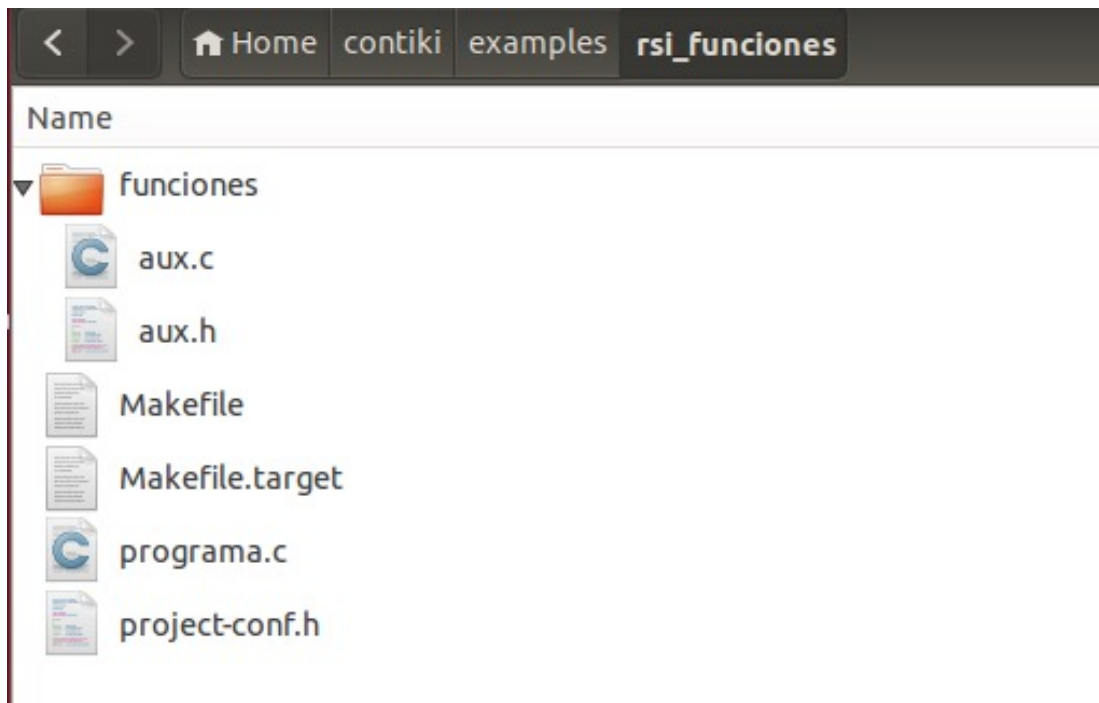 < > Home contiki examples rsi_funciones
Name
funciones
aux.c
aux.h
Makefile
Makefile.target
programa.c
project-conf.h